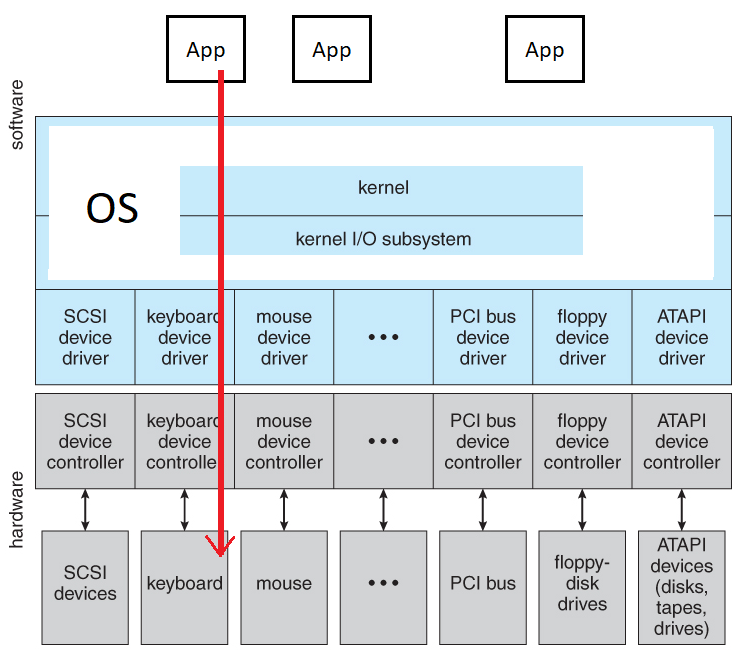 App
App
App
software
OS
kernel
kernel I/O subsystem
SCSI
device
driver
keyboard
device
driver
mouse
device
driver
•••
PCI bus
device
driver
floppy
device
driver
ATAPI
device
driver
SCSI
device
controller
keyboard
device
controller
mouse
device
controller
•••
PCI bus
device
controller
floppy
device
controller
ATAPI
device
controller
hardware
SCSI
devices
keyboard
mouse
•••
PCI bus
floppy-
disk
drives
ATAPI
devices
(disks,
tapes,
drives)